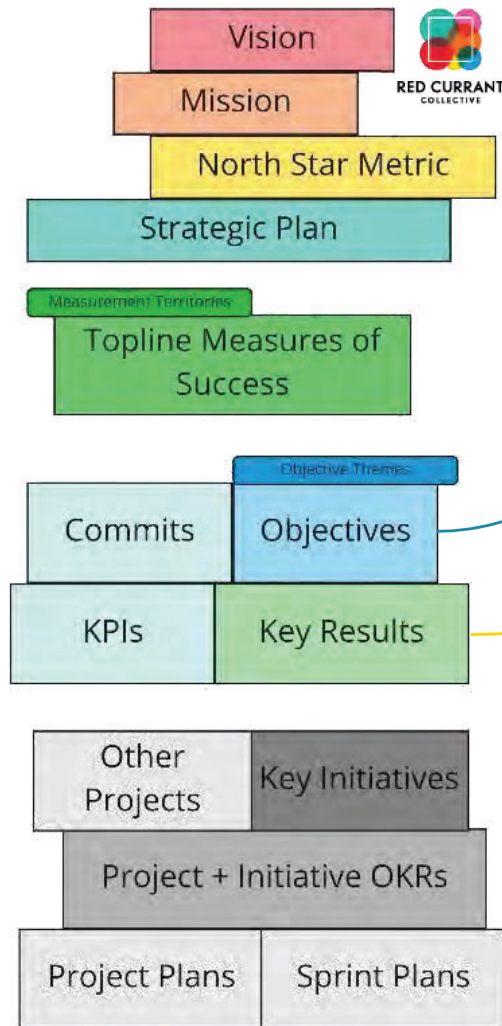 Vision
RED CURRANT
COLLECTIVE
Mission
North Star Metric
Strategic Plan
Measurement Territories
Topline Measures of
Success
Objective Themes
Commits
Objectives
KPIs
Key Results
Other
Projects
Key Initiatives
Project + Initiative OKRs
Project Plans
Sprint Plans